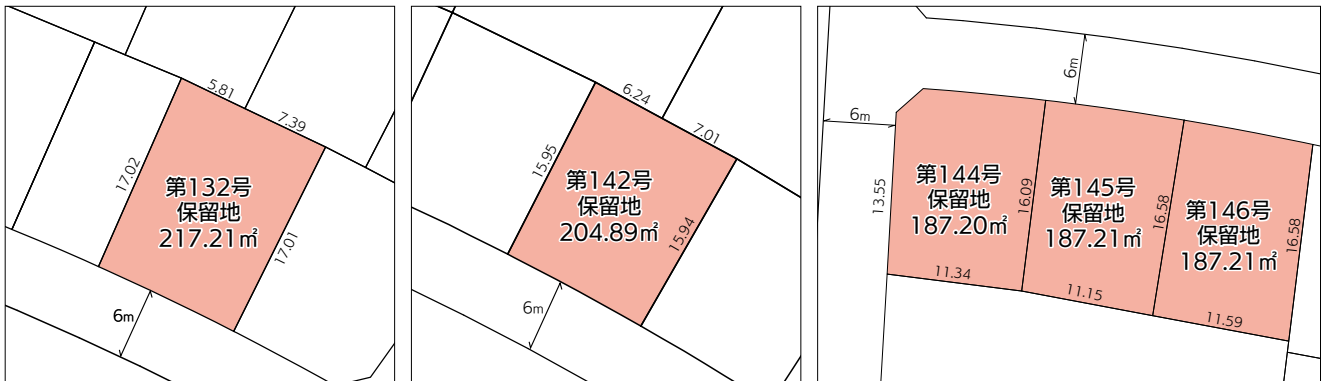 5.81
7.39
17.02
第132号
保留地
217.21㎡
17.01
6m
6.24
7.01
15.95
第142号
保留地
204.89㎡
15.94
6m
6m
6m
13.55
第144号
保留地
187.20㎡
16.09
11.34
第145号
保留地
187.21㎡
16.58
11.15
第146号
保留地
187.21㎡
16.58
11.59